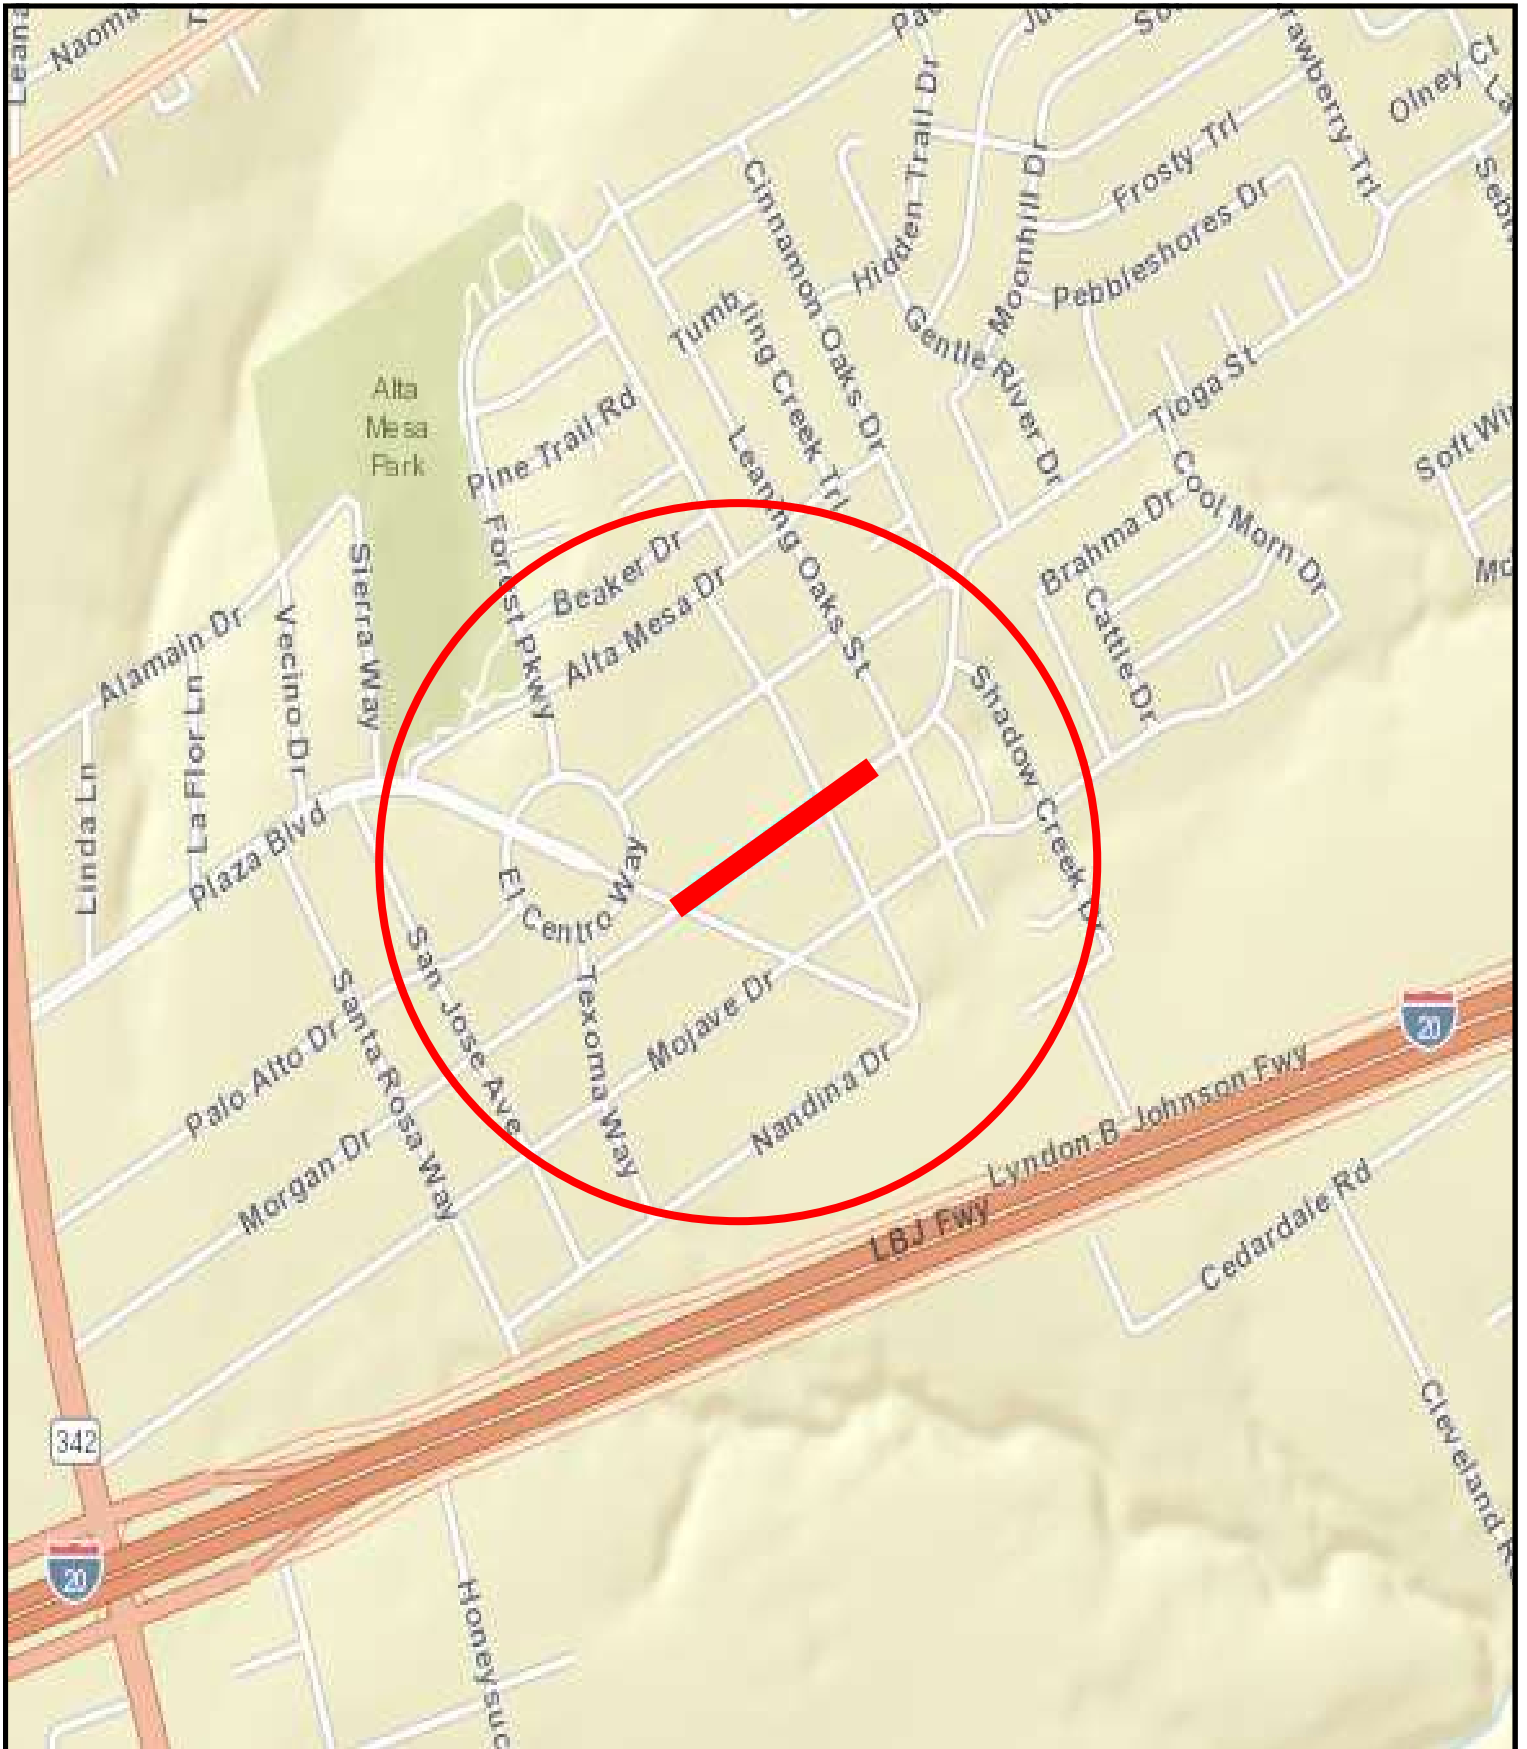 Naoma
Leana
Hidden Trail Dr
Olney Ct
Frosty Trl
Cinnamon Oaks Dr
Moonhill Dr
Pebbleshores Dr
Tumbling Creek Trl
Gentle River Dr
Alta
Mesa
Park
Tioga St
Pine Trail Rd
Leaning Oaks St
Cool Morn Dr
Brahma Dr
Forest Pkwy
Beaker Dr
Alta Mesa Dr
Cattle Dr
Sierra Way
Vecino Dr
Alamain Dr
La Flor Ln
Linda Ln
Shadow Creek Dr
Plaza Blvd
El Centro Way
San Jose Ave
Texoma Way
Santa Rosa Way
Mojave Dr
Palo Alto Dr
Morgan Dr
Nandina Dr
20
Lyndon B Johnson Fwy
LBJ Fwy
Cedardale Rd
342
Cleveland R
20
Honeysuc